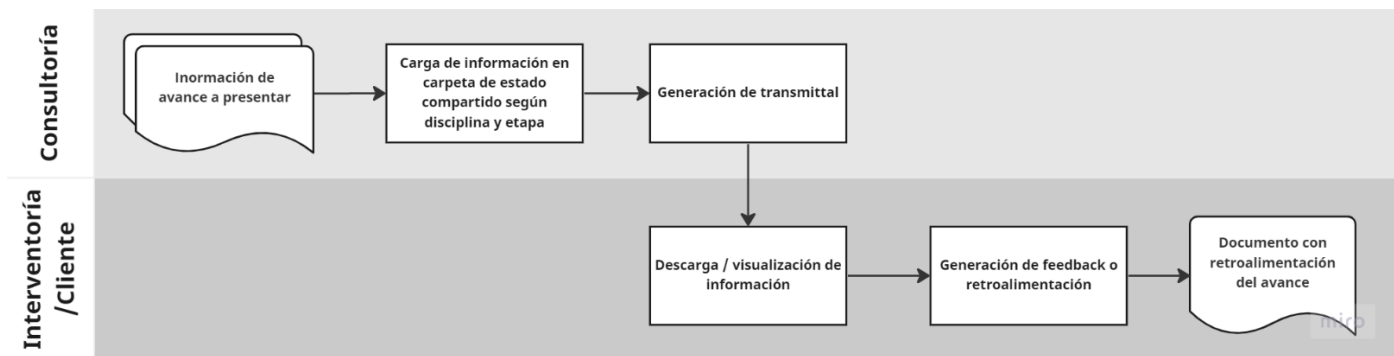 Consultoría
Inormación de
avance a presentar
Carga de información en
carpeta de estado
compartido según
disciplina y etapa
Generación de transmittal
Interventoría
/Cliente
Descarga / visualización de
información
Generación de feedback o
retroalimentación
Documento con
retroalimentación
del avance
miro